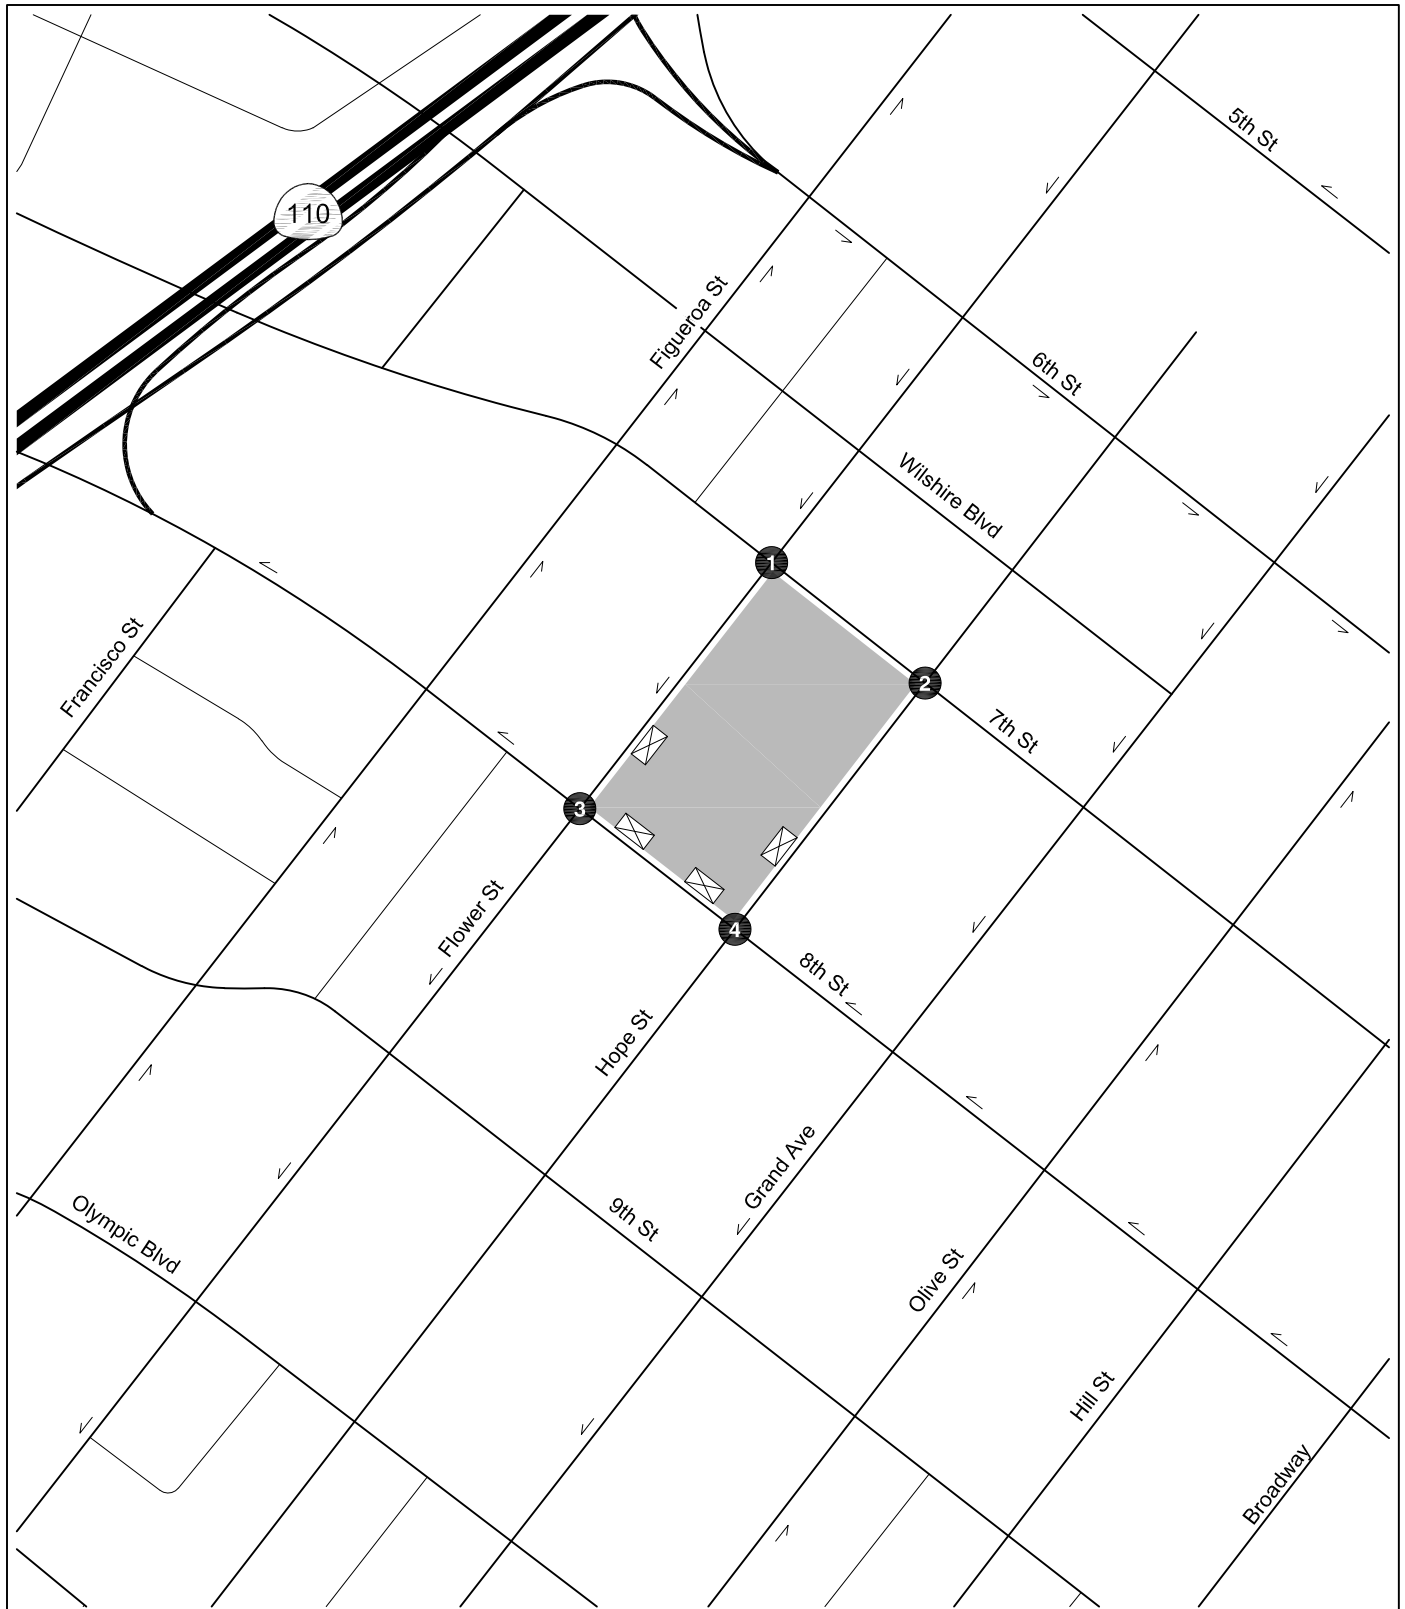 5th St
110
Figueroa St
6th St
Wilshire Blvd
1
Francisco St
2
7th St
3
Flower St
4
8th St
Hope St
Grand Ave
Olympic Blvd
9th St
Olive St
Hill St
Broadway